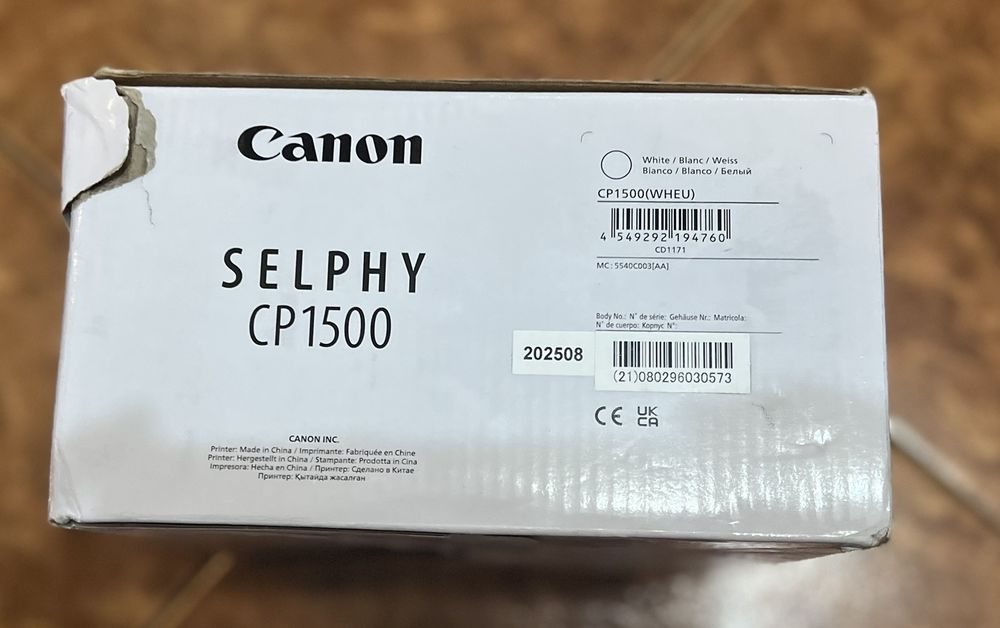 Canon
SELPHY
CP1500
CANON INC.
Printer: Made in China / Imprimante: Fabriquée en Chine
Printer: Hergestellt in China / Stampante: Prodotta in Cina
Impresora: Hecha en China / Принтер: Сделано в Китае
Принтер: Қытайда жасалған
White / Blanc / Weiss
Bianco / Blanco / Белый
CP1500(WHEU)
4 549292 194760
CD1171
MC: 5540C003[AA]
Body No.: N° de série: Gehäuse Nr.: Matricola:
N° de cuerpo: Корпус N°:
202508
(21)080296030573
CE UK
CA